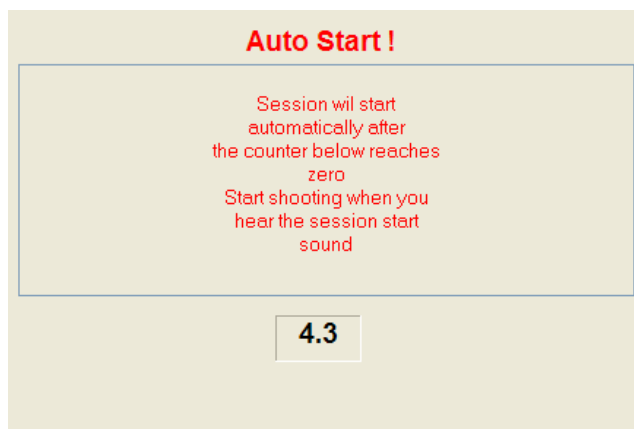 Auto Start !
Session wil start
automatically after
the counter below reaches
zero
Start shooting when you
hear the session start
sound
4.3